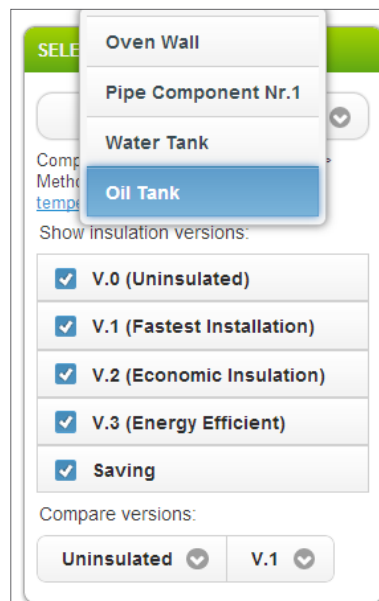 SELE
Oven Wall
Pipe Component Nr.1
Water Tank
Oil Tank
Comp
Metho
tempe
Show insulation versions:
V.0 (Uninsulated)
V.1 (Fastest Installation)
V.2 (Economic Insulation)
V.3 (Energy Efficient)
Saving
Compare versions:
Uninsulated V.1